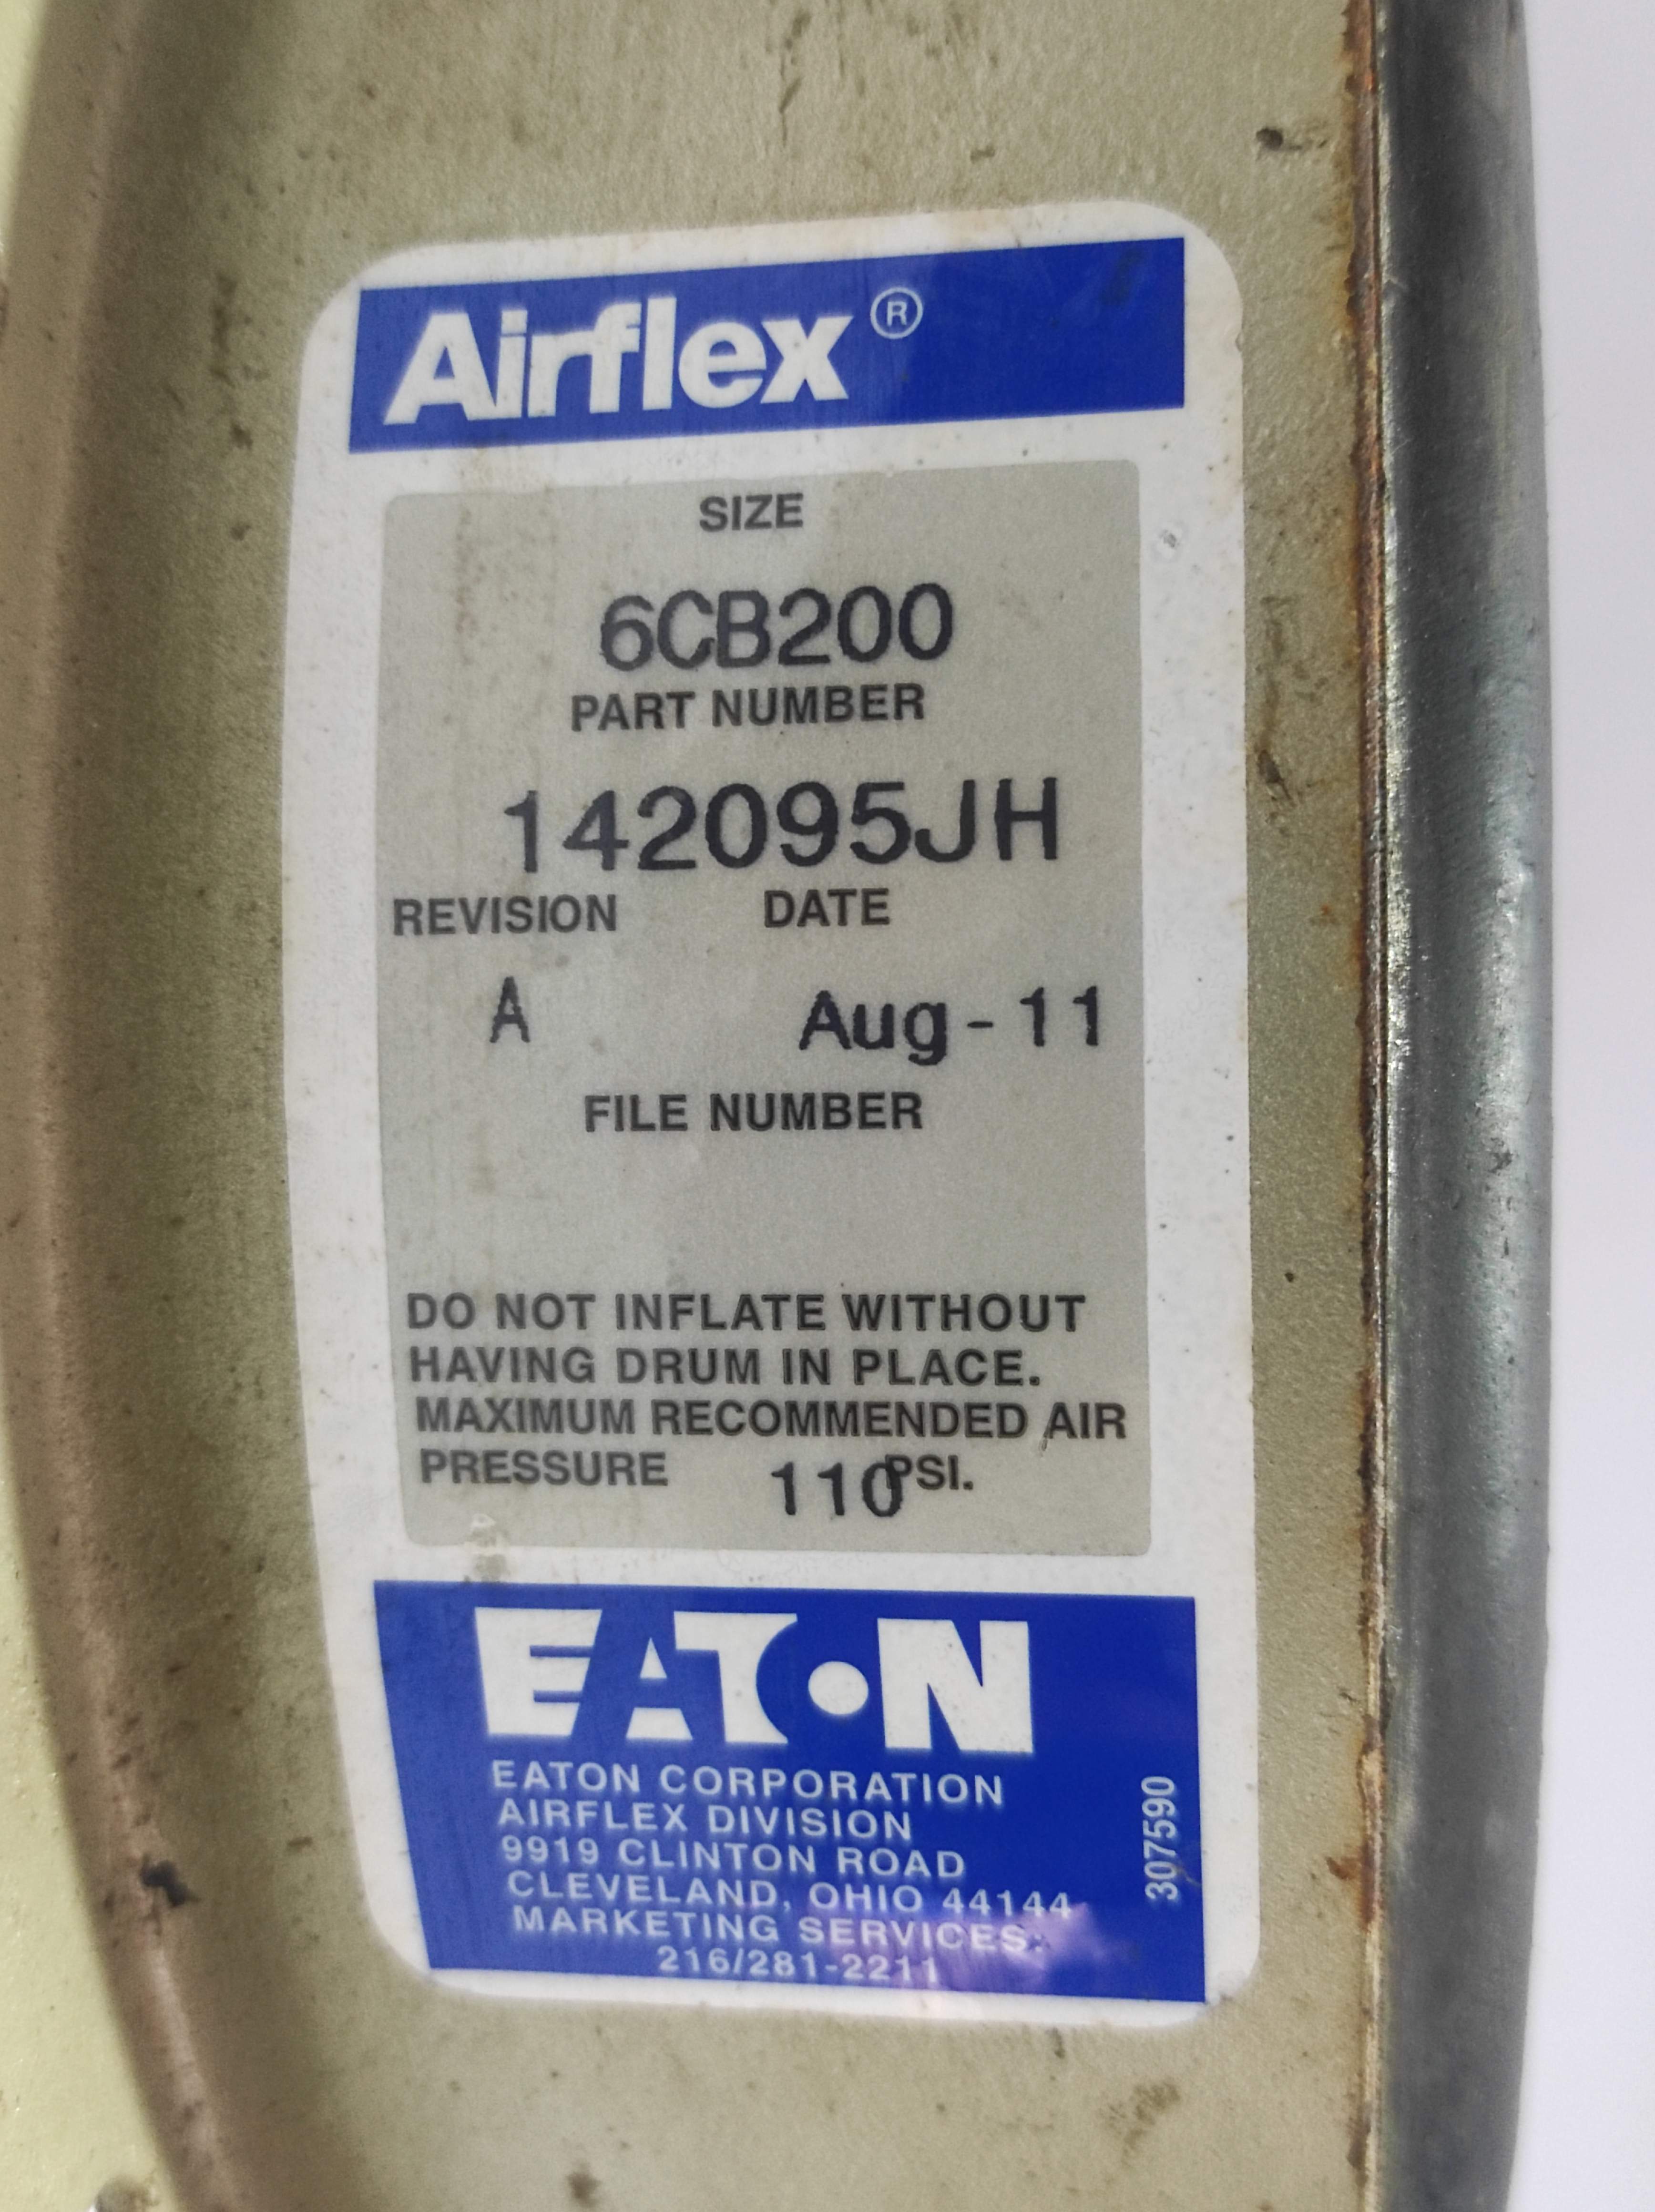 Airflex®
SIZE
6CB200
PART NUMBER
142095JH
REVISION DATE
A Aug-11
FILE NUMBER
DO NOT INFLATE WITHOUT
HAVING DRUM IN PLACE.
MAXIMUM RECOMMENDED AIR
PRESSURE 110 PSI.
EATON
EATON CORPORATION
AIRFLEX DIVISION
9919 CLINTON ROAD
CLEVELAND, OHIO 44144
MARKETING SERVICES:
216/281-2211
307590